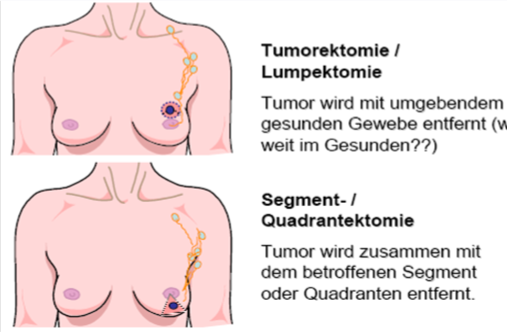 Tumorektomie /
Lumpektomie
Tumor wird mit umgebendem
gesunden Gewebe entfernt (w
weit im Gesunden??)
Segment- /
Quadrantektomie
Tumor wird zusammen mit
dem betroffenen Segment
oder Quadranten entfernt.